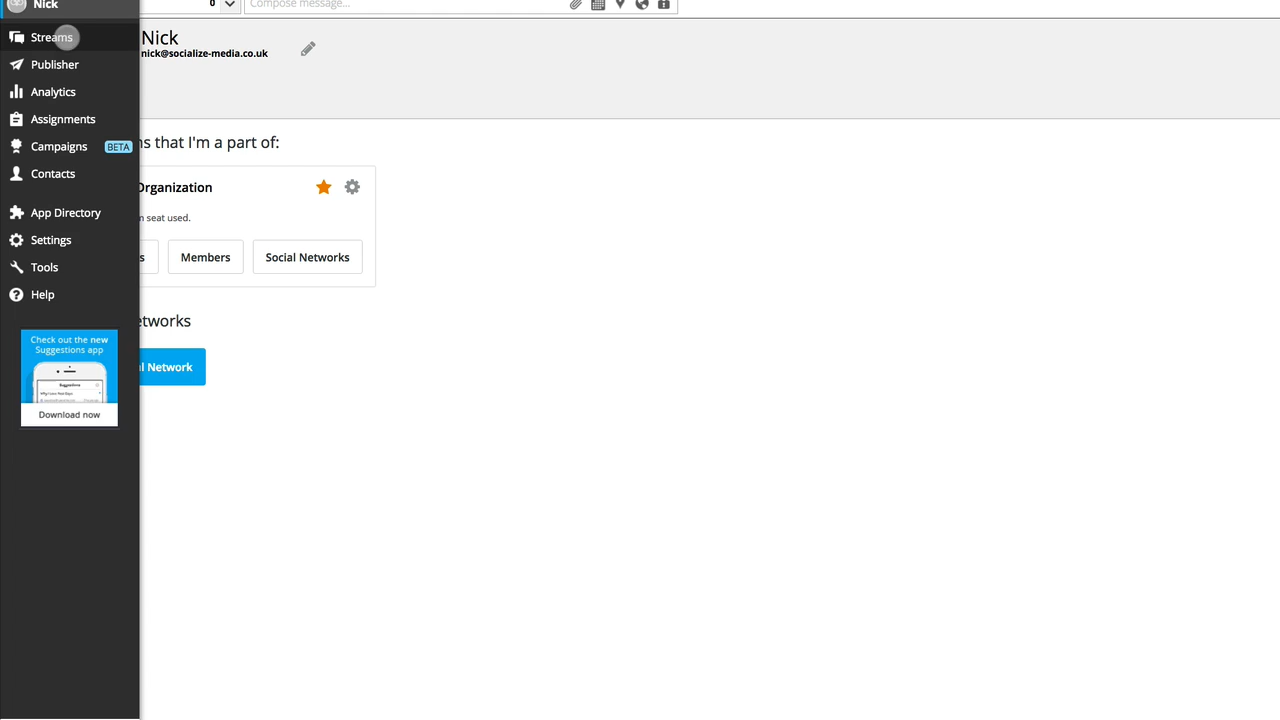 Nick
0
Compose message...
Streams
Publisher
Analytics
Assignments
Campaigns BETA
Contacts
App Directory
Settings
Tools
Help
Check out the new
Suggestions app
Suggestions
Download now
Nick
nick@socialize-media.co.uk
ns that I'm a part of:
Organization
n seat used.
s
Members
Social Networks
etworks
l Network